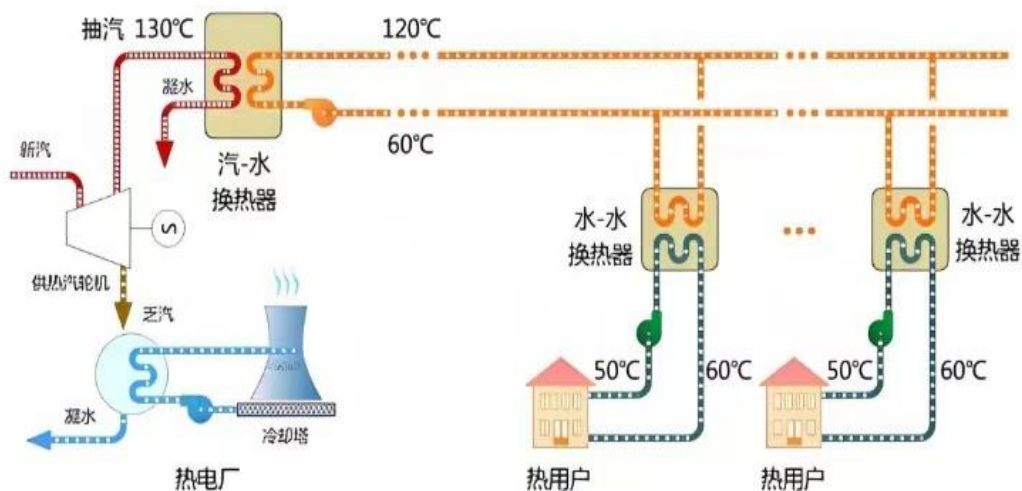 抽汽 130℃
120℃
凝水
60℃
新汽
汽-水
换热器
S
水-水
换热器
水-水
换热器
供热汽轮机
乏汽
50℃
60℃
50℃
60℃
凝水
冷却塔
热电厂
热用户
热用户